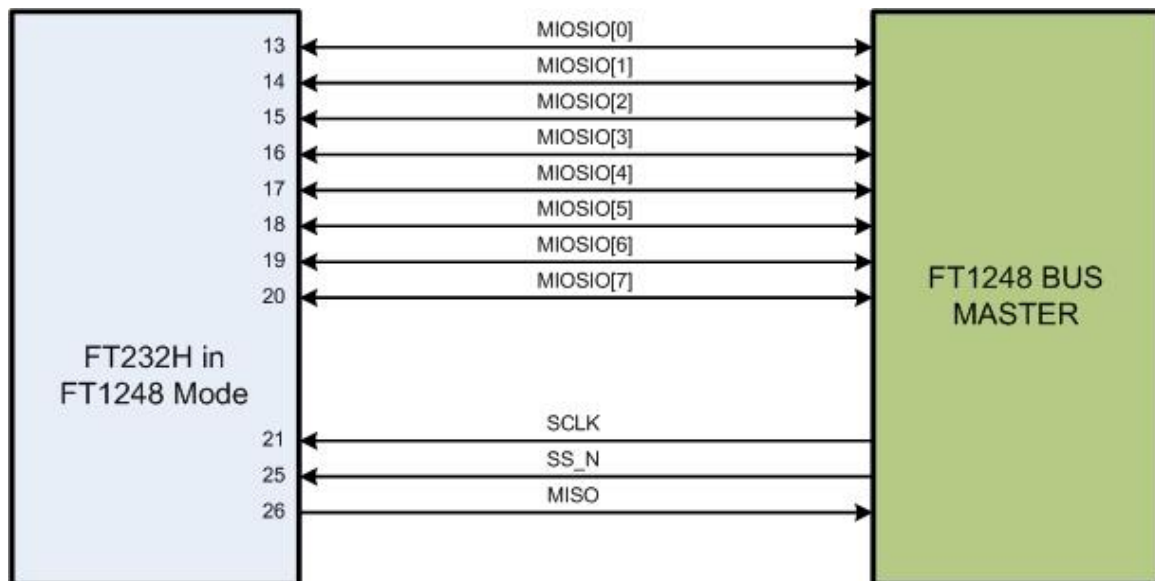 13
MIOSIO[0]
14
MIOSIO[1]
15
MIOSIO[2]
16
MIOSIO[3]
17
MIOSIO[4]
18
MIOSIO[5]
19
MIOSIO[6]
20
MIOSIO[7]
FT232H in
FT1248 Mode
FT1248 BUS
MASTER
21
SCLK
25
SS_N
26
MISO